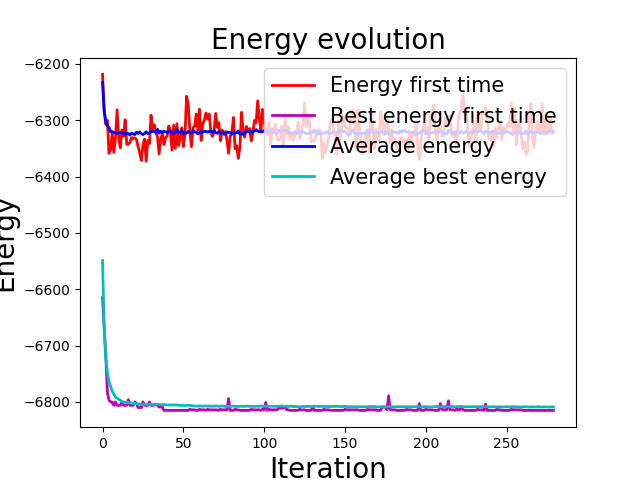 Energy evolution
−6200
−6300
−6400
−6500
−6600
−6700
−6800
Energy
Energy first time
Best energy first time
Average energy
Average best energy
0
50
100
150
200
250
Iteration